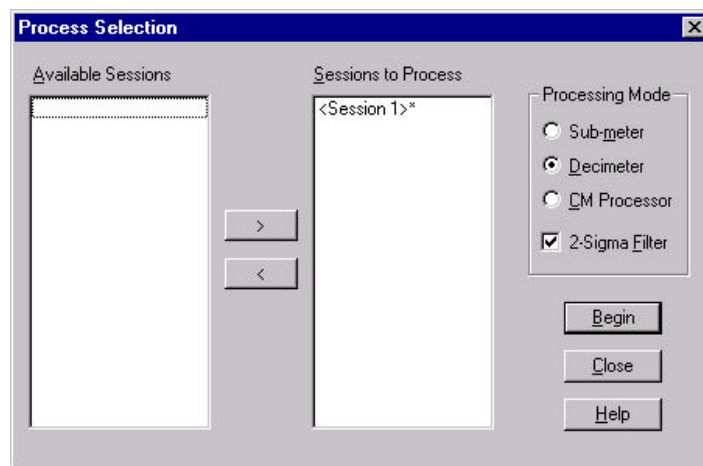 Process Selection
Available Sessions
Sessions to Process
<Session 1>*
>
<
Processing Mode
Sub-meter
Decimeter
CM Processor
2-Sigma Filter
Begin
Close
Help